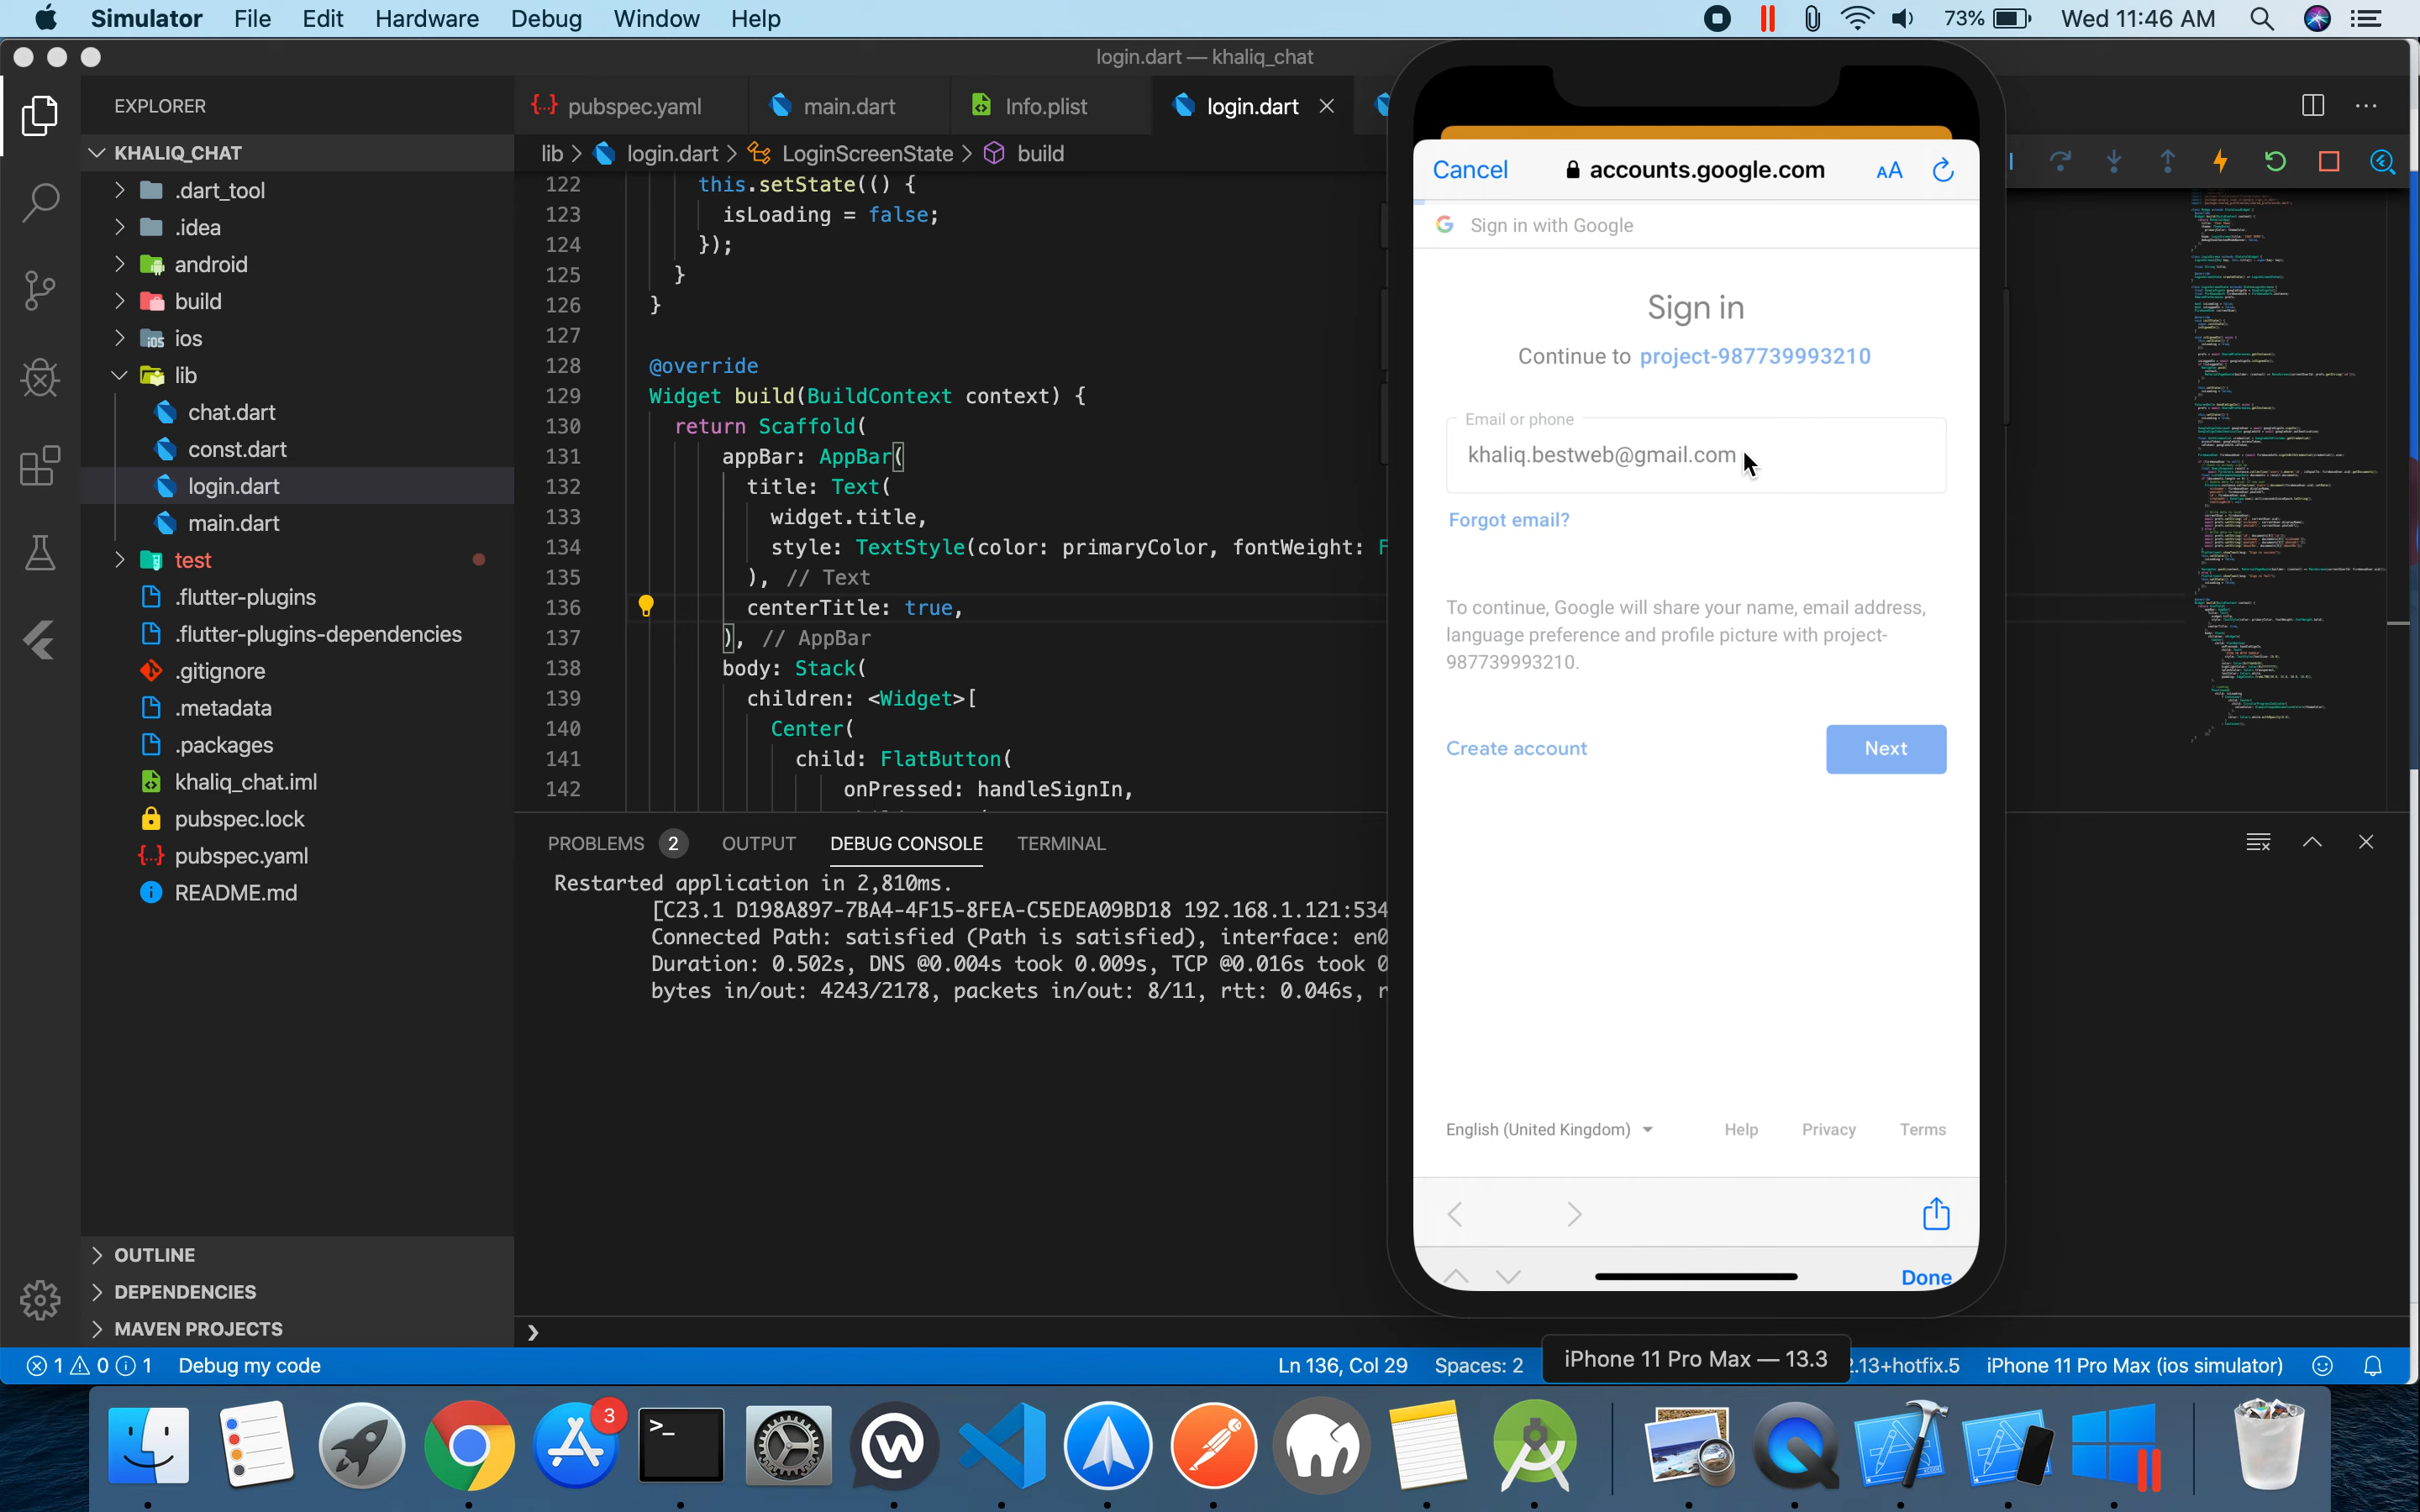 Simulator File Edit Hardware Debug Window Help 73% Wed 11:46 AM
login.dart — khaliq_chat
EXPLORER
KHALIQ_CHAT
.dart_tool
.idea
android
build
ios
lib
chat.dart
const.dart
login.dart
main.dart
test
.flutter-plugins
.flutter-plugins-dependencies
.gitignore
.metadata
.packages
khaliq_chat.iml
pubspec.lock
pubspec.yaml
README.md
OUTLINE
DEPENDENCIES
MAVEN PROJECTS
pubspec.yaml main.dart Info.plist login.dart
lib > login.dart > LoginScreenState > build
122 this.setState(() {
123 isLoading = false;
124 });
125 }
126 }
127
128 @override
129 Widget build(BuildContext context) {
130 return Scaffold(
131 appBar: AppBar(
132 title: Text(
133 widget.title,
134 style: TextStyle(color: primaryColor, fontWeight: F
135 ), // Text
136 centerTitle: true,
137 ), // AppBar
138 body: Stack(
139 children: <Widget>[
140 Center(
141 child: FlatButton(
142 onPressed: handleSignIn,
PROBLEMS 2 OUTPUT DEBUG CONSOLE TERMINAL
Restarted application in 2,810ms.
[C23.1 D198A897-7BA4-4F15-8FEA-C5EDEA09BD18 192.168.1.121:534
Connected Path: satisfied (Path is satisfied), interface: en0
Duration: 0.502s, DNS @0.004s took 0.009s, TCP @0.016s took 0
bytes in/out: 4243/2178, packets in/out: 8/11, rtt: 0.046s, r
Cancel accounts.google.com AA
Sign in with Google
Sign in
Continue to project-987739993210
Email or phone
khaliq.bestweb@gmail.com
Forgot email?
To continue, Google will share your name, email address,
language preference and profile picture with project-
987739993210.
Create account Next
English (United Kingdom) Help Privacy Terms
Done
1 0 1 Debug my code Ln 136, Col 29 Spaces: 2 iPhone 11 Pro Max — 13.3 .13+hotfix.5 iPhone 11 Pro Max (ios simulator)
3